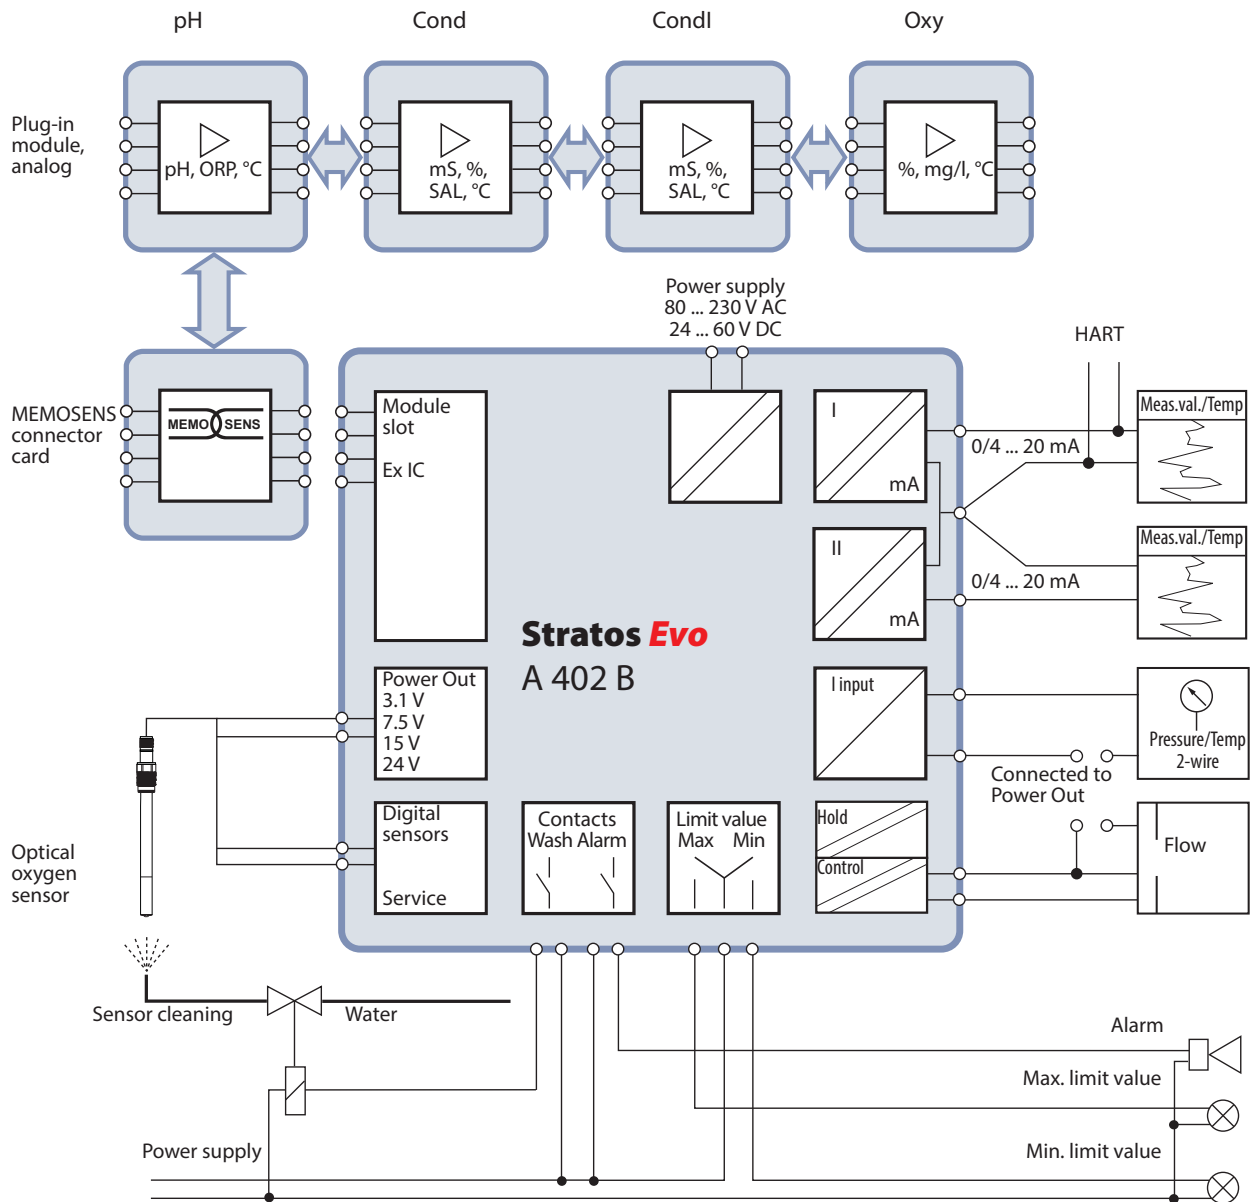 pH
Cond
CondI
Oxy
Plug-in
module,
analog
pH, ORP, °C
mS, %,
SAL, °C
mS, %,
SAL, °C
%, mg/l, °C
Power supply
80 ... 230 V AC
24 ... 60 V DC
HART
MEMOSENS
connector
card
MEMO SENS
Module
slot
Ex IC
I
mA
0/4 ... 20 mA
Meas.val./Temp
II
mA
0/4 ... 20 mA
Meas.val./Temp
Stratos Evo
A 402 B
Power Out
3.1 V
7.5 V
15 V
24 V
I input
Pressure/Temp
2-wire
Connected to
Power Out
Optical
oxygen
sensor
Digital
sensors
Service
Contacts
Wash Alarm
Limit value
Max Min
Hold
Control
Flow
Sensor cleaning
Water
Alarm
Max. limit value
Power supply
Min. limit value